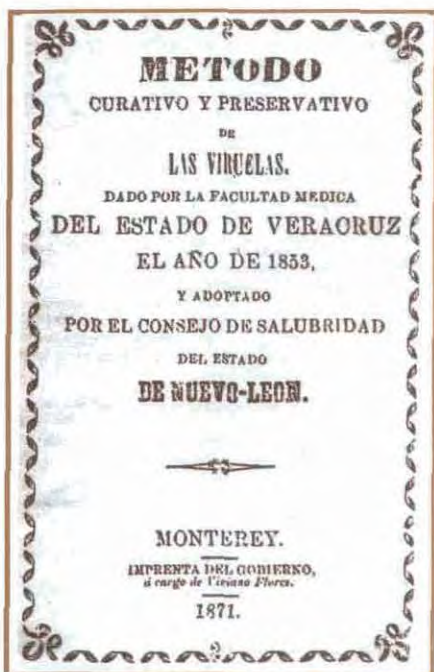 METODO
CURATIVO Y PRESERVATIVO
DE
LAS VIRUELAS.
DADO POR LA FACULTAD MEDICA
DEL ESTADO DE VERACRUZ
EL AÑO DE 1853,
Y ADOPTADO
POR EL CONSEJO DE SALUBRIDAD
DEL ESTADO
DE NUEVO-LEON.
MONTEREY.
IMPRENTA DEL GOBIERNO,
á cargo de Viviano Flores.
1871.